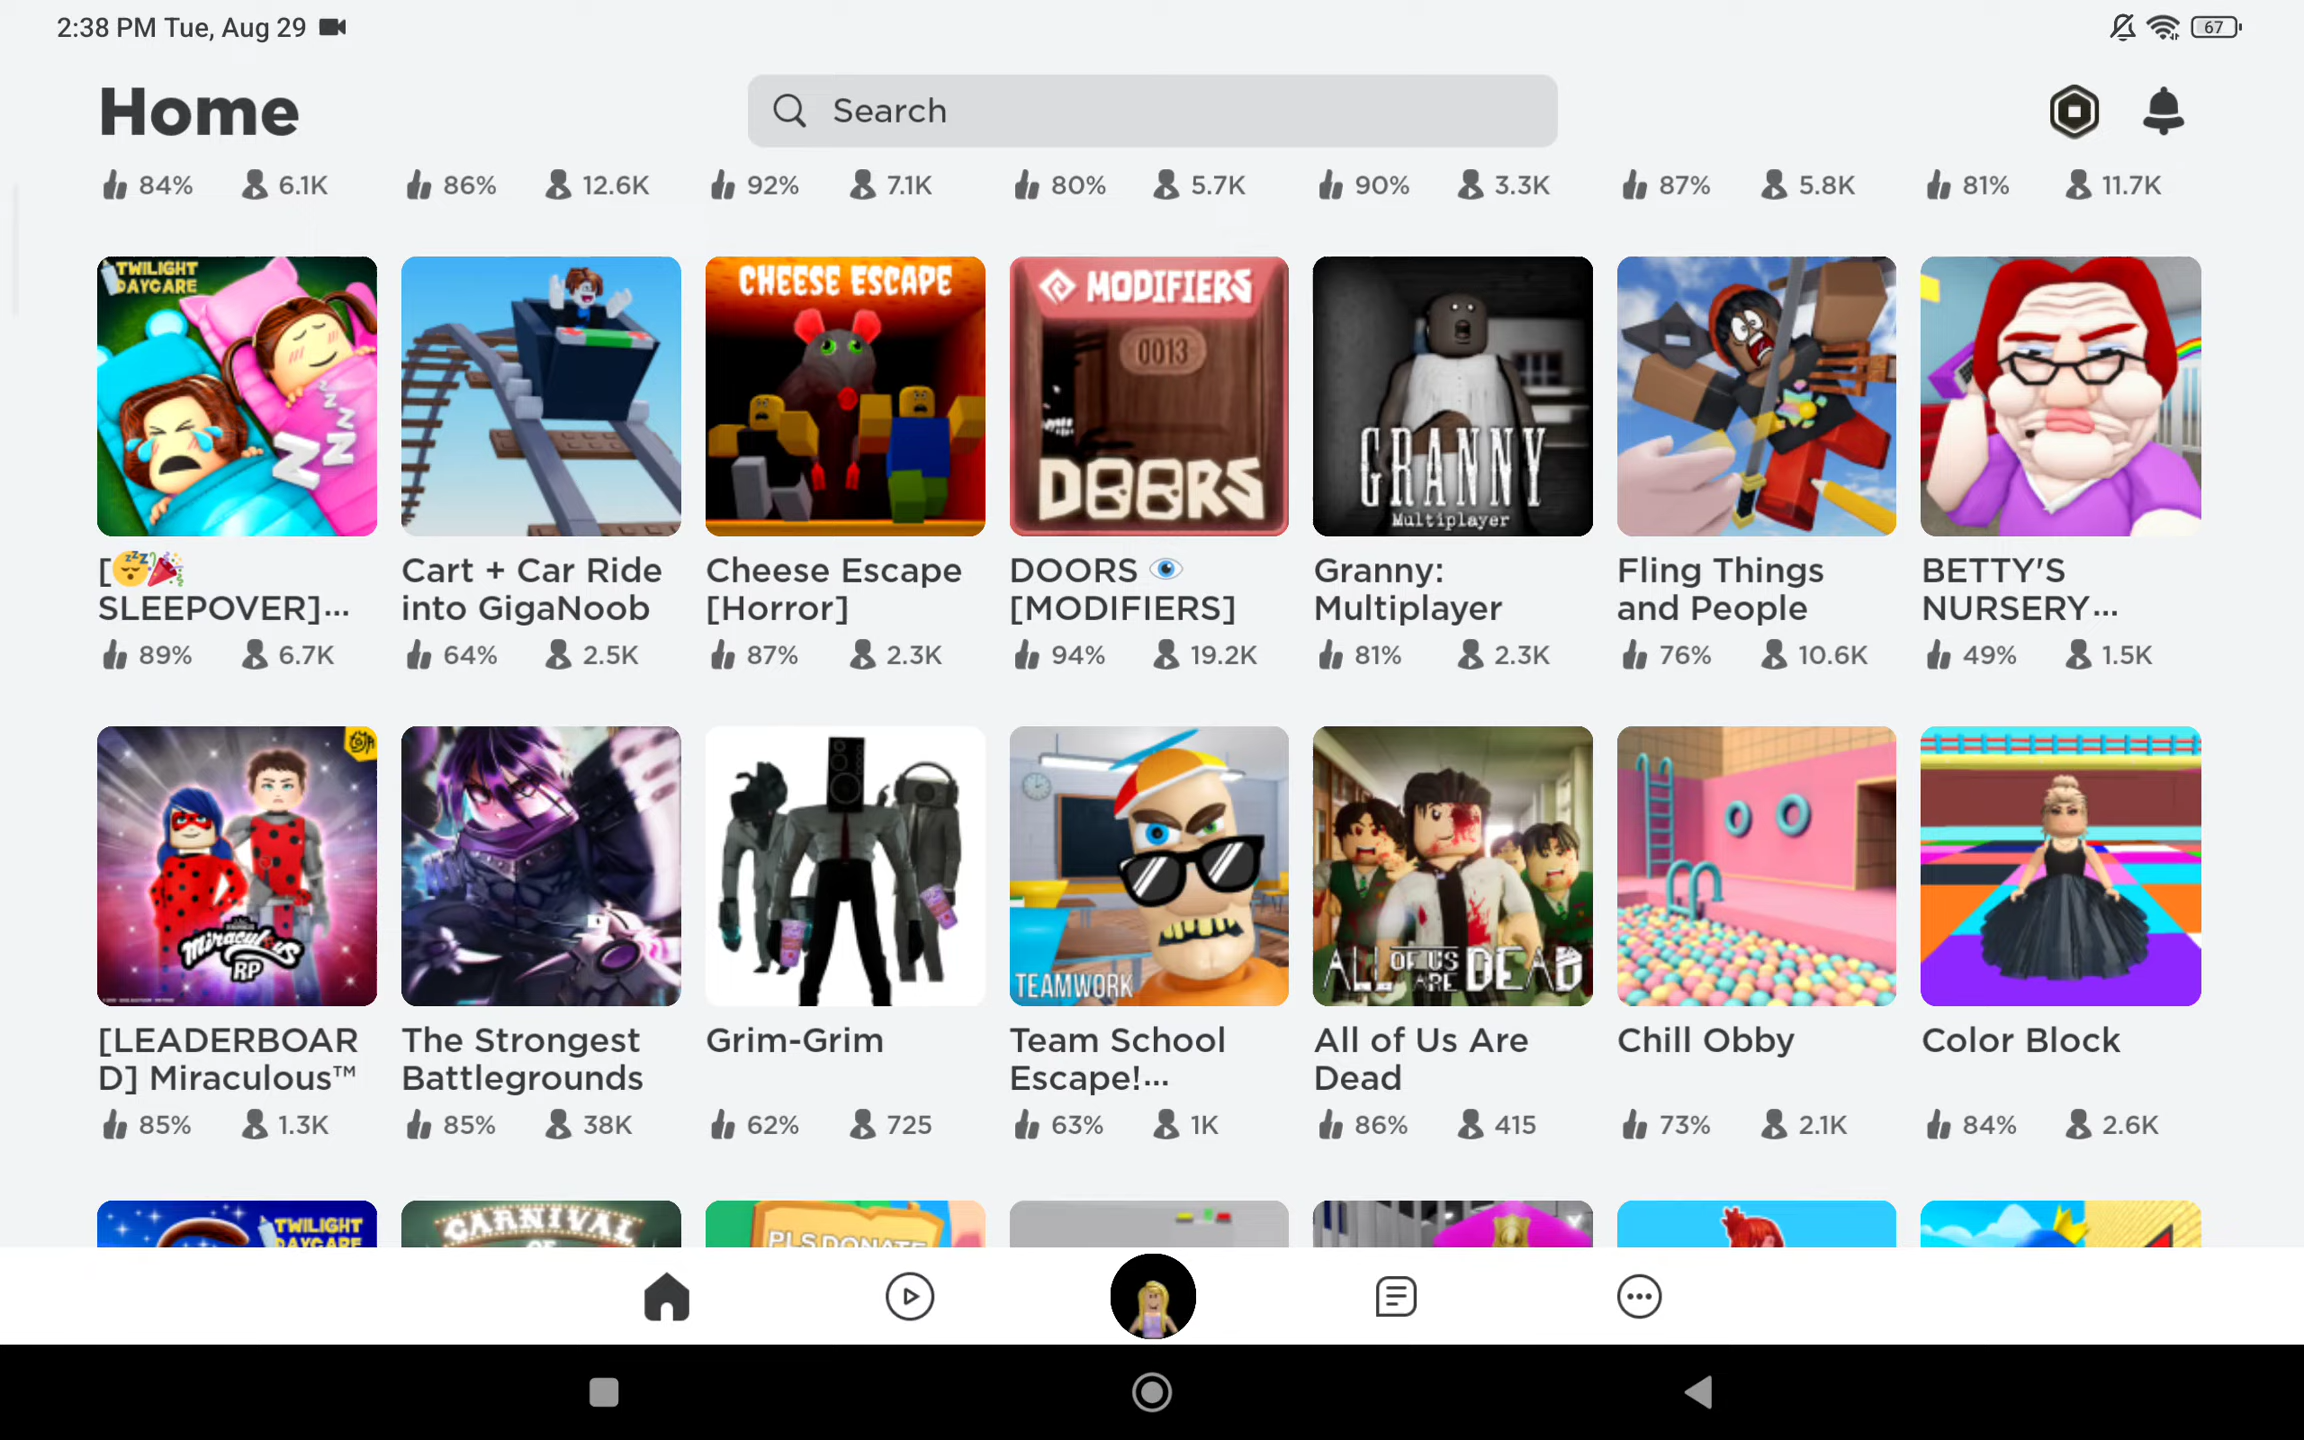 2:38 PM Tue, Aug 29
67
Home
Search
84% 6.1K
86% 12.6K
92% 7.1K
80% 5.7K
90% 3.3K
87% 5.8K
81% 11.7K
TWILIGHT
DAYCARE
CHEESE ESCAPE
MODIFIERS
0013
DOORS
GRANNY
Multiplayer
[😴🎉
SLEEPOVER]...
Cart + Car Ride
into GigaNoob
Cheese Escape
[Horror]
DOORS 👁️
[MODIFIERS]
Granny:
Multiplayer
Fling Things
and People
BETTY'S
NURSERY...
89% 6.7K
64% 2.5K
87% 2.3K
94% 19.2K
81% 2.3K
76% 10.6K
49% 1.5K
Miraculous
RP
TEAMWORK
ALL OF US ARE DEAD
[LEADERBOAR
D] Miraculous™
The Strongest
Battlegrounds
Grim-Grim
Team School
Escape!...
All of Us Are
Dead
Chill Obby
Color Block
85% 1.3K
85% 38K
62% 725
63% 1K
86% 415
73% 2.1K
84% 2.6K
TWILIGHT
DAYCARE
CARNIVAL
OF
PLS DONATE